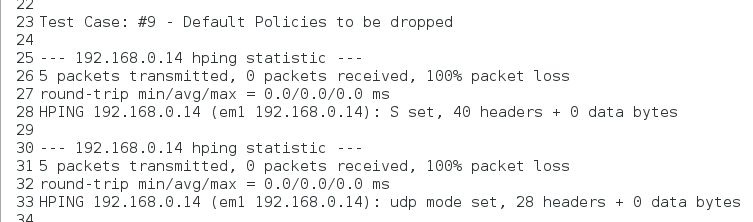 22
23 Test Case: #9 - Default Policies to be dropped
24
25 --- 192.168.0.14 hping statistic ---
26 5 packets transmitted, 0 packets received, 100% packet loss
27 round-trip min/avg/max = 0.0/0.0/0.0 ms
28 HPING 192.168.0.14 (em1 192.168.0.14): S set, 40 headers + 0 data bytes
29
30 --- 192.168.0.14 hping statistic ---
31 5 packets transmitted, 0 packets received, 100% packet loss
32 round-trip min/avg/max = 0.0/0.0/0.0 ms
33 HPING 192.168.0.14 (em1 192.168.0.14): udp mode set, 28 headers + 0 data bytes
34